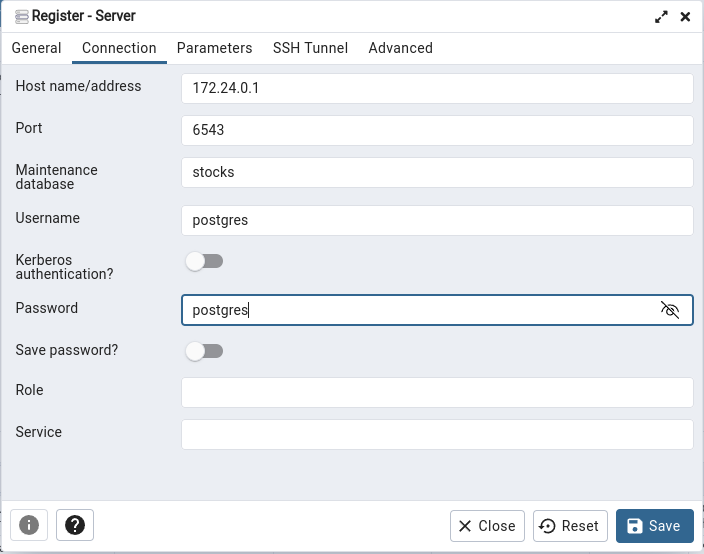 Register - Server
General Connection Parameters SSH Tunnel Advanced
Host name/address 172.24.0.1
Port 6543
Maintenance database stocks
Username postgres
Kerberos authentication?
Password postgres
Save password?
Role
Service
Close Reset Save